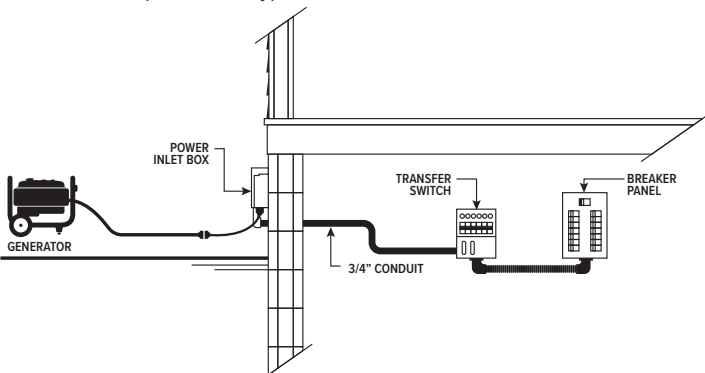 POWER
INLET BOX
TRANSFER
SWITCH
BREAKER
PANEL
GENERATOR
3/4" CONDUIT